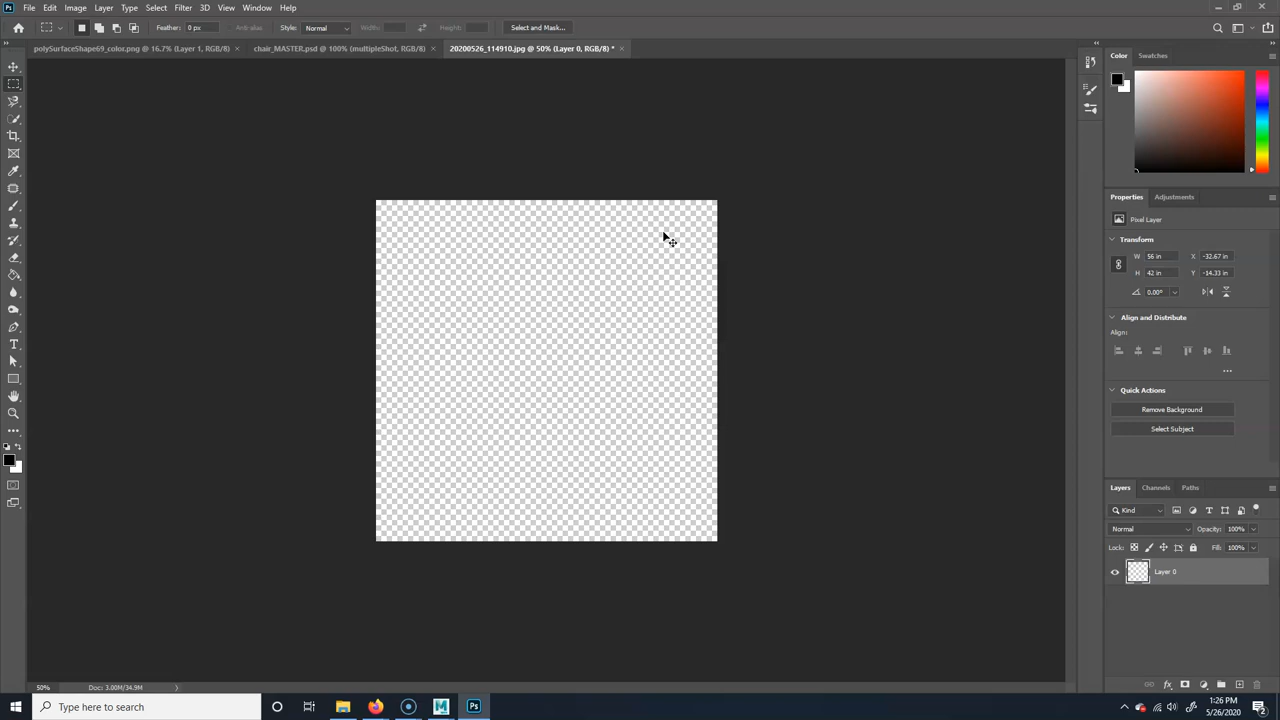 Ps File Edit Image Layer Type Select Filter 3D View Window Help
Feather: 0 px Anti-alias Style: Normal Width: Height: Select and Mask...
polySurfaceShape69_color.png @ 16.7% (Layer 1, RGB/8) × chair_MASTER.psd @ 100% (multipleShot, RGB/8) × 20200526_114910.jpg @ 50% (Layer 0, RGB/8) * ×
Color Swatches
Properties Adjustments
Pixel Layer
Transform
W 56 in X -32.67 in
H 42 in Y -14.33 in
0.00°
Align and Distribute
Align:
...
Quick Actions
Remove Background
Select Subject
Layers Channels Paths
Kind
Normal Opacity: 100%
Lock: Fill: 100%
Layer 0
50% Doc: 3.00M/34.9M
Type here to search
Ps
1:26 PM
5/26/2020
2